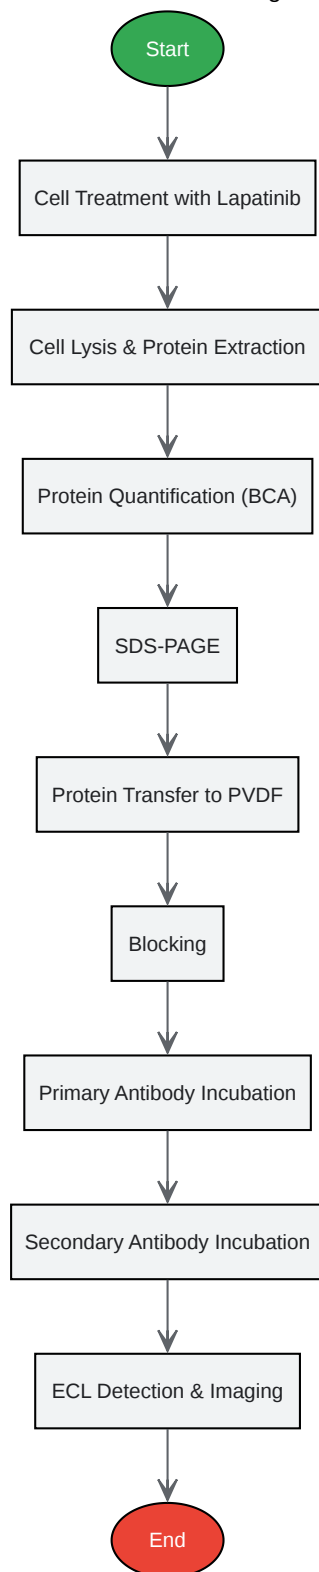 Start
Cell Treatment with Lapatinib
Cell Lysis & Protein Extraction
Protein Quantification (BCA)
SDS-PAGE
Protein Transfer to PVDF
Blocking
Primary Antibody Incubation
Secondary Antibody Incubation
ECL Detection & Imaging
End